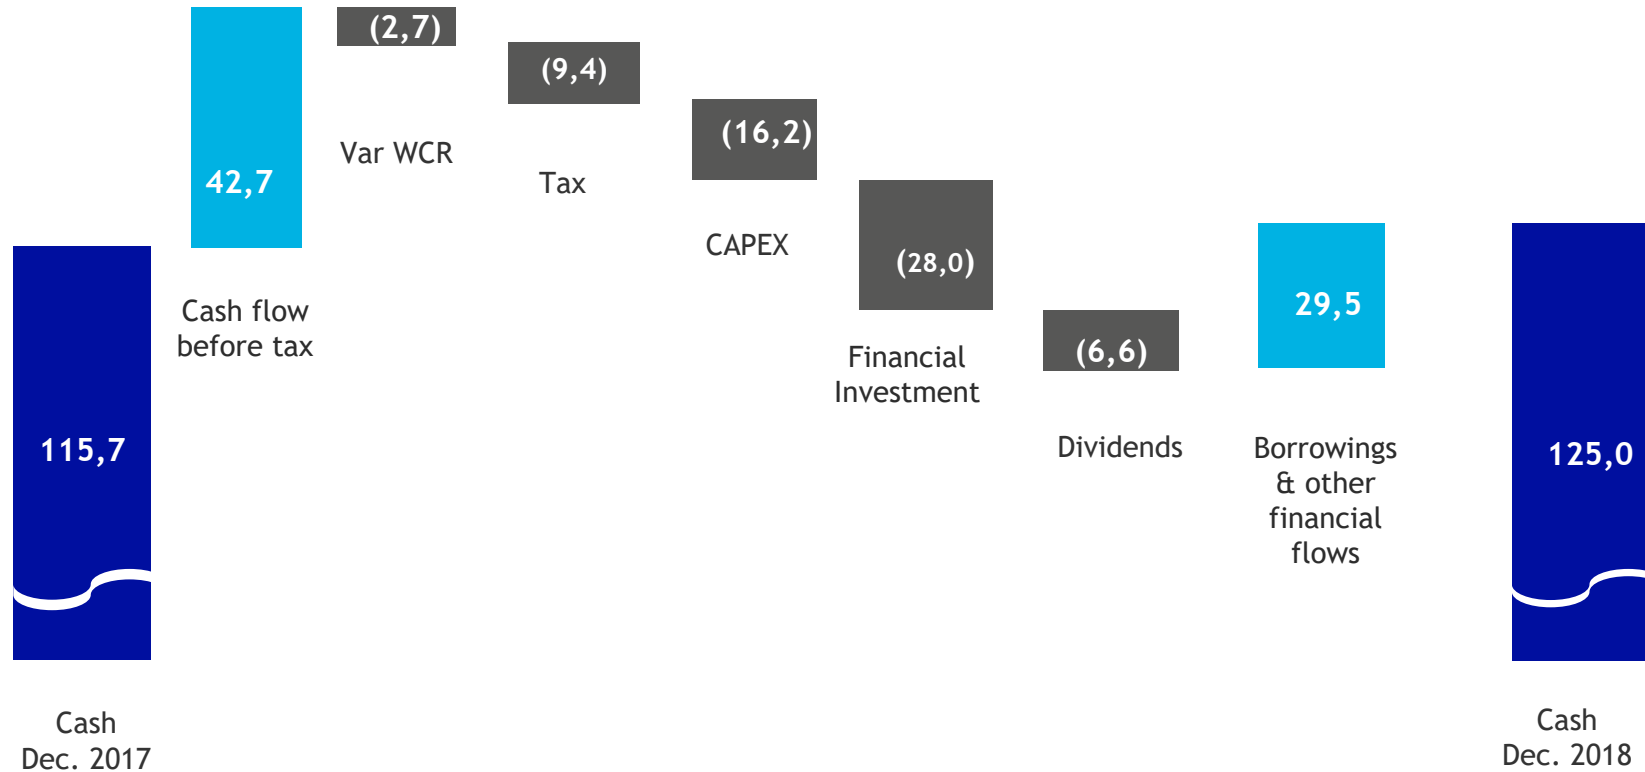 115,7
Cash
Dec. 2017
42,7
Cash flow
before tax
(2,7)
Var WCR
(9,4)
Tax
(16,2)
CAPEX
(28,0)
Financial
Investment
(6,6)
Dividends
29,5
Borrowings
& other
financial
flows
125,0
Cash
Dec. 2018